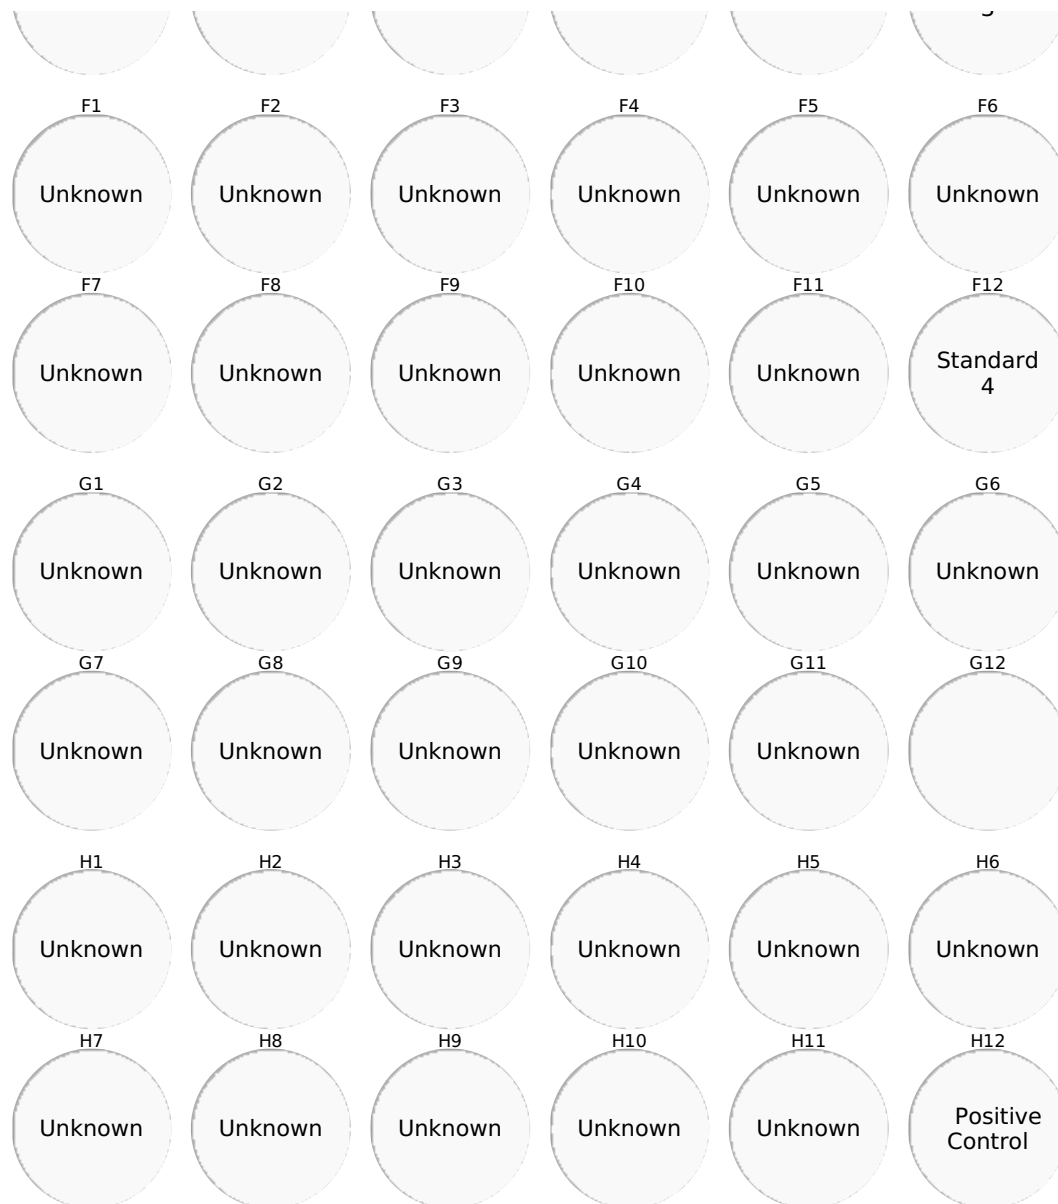 F1 F2 F3 F4 F5 F6
Unknown Unknown Unknown Unknown Unknown Unknown
F7 F8 F9 F10 F11 F12
Unknown Unknown Unknown Unknown Unknown Standard
4
G1 G2 G3 G4 G5 G6
Unknown Unknown Unknown Unknown Unknown Unknown
G7 G8 G9 G10 G11 G12
Unknown Unknown Unknown Unknown Unknown
H1 H2 H3 H4 H5 H6
Unknown Unknown Unknown Unknown Unknown Unknown
H7 H8 H9 H10 H11 H12
Unknown Unknown Unknown Unknown Unknown Positive
Control